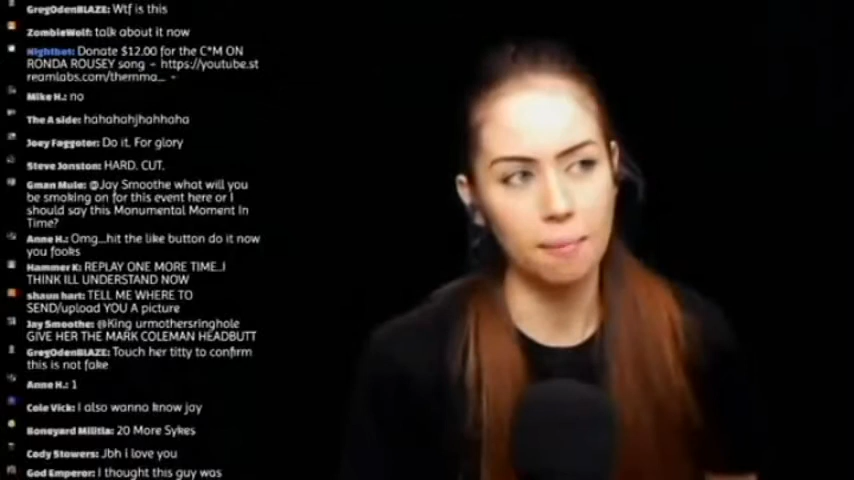 GregOdenBLAZE: Wtf is this
ZombieWolf: talk about it now
Nightbot: Donate $12.00 for the C*M ON
RONDA ROUSEY song - https://youtube.st
reamlabs.com/themma... -
Mike H.: no
The A side: hahahahjhahhaha
Joey Faggoter: Do it. For glory
Steve Jonston: HARD. CUT.
Gman Mule: @Jay Smoothe what will you
be smoking on for this event here or I
should say this Monumental Moment In
Time?
Anne H.: Omg...hit the like button do it now
you fooks
Hammer K: REPLAY ONE MORE TIME..I
THINK ILL UNDERSTAND NOW
shaun hart: TELL ME WHERE TO
SEND/upload YOU A picture
Jay Smoothe: @King urmothersringhole
GIVE HER THE MARK COLEMAN HEADBUTT
GregOdenBLAZE: Touch her titty to confirm
this is not fake
Anne H.: 1
Cole Vick: I also wanna know jay
Boneyard Militia: 20 More Sykes
Cody Stowers: Jbh i love you
God Emperor: I thought this guy was